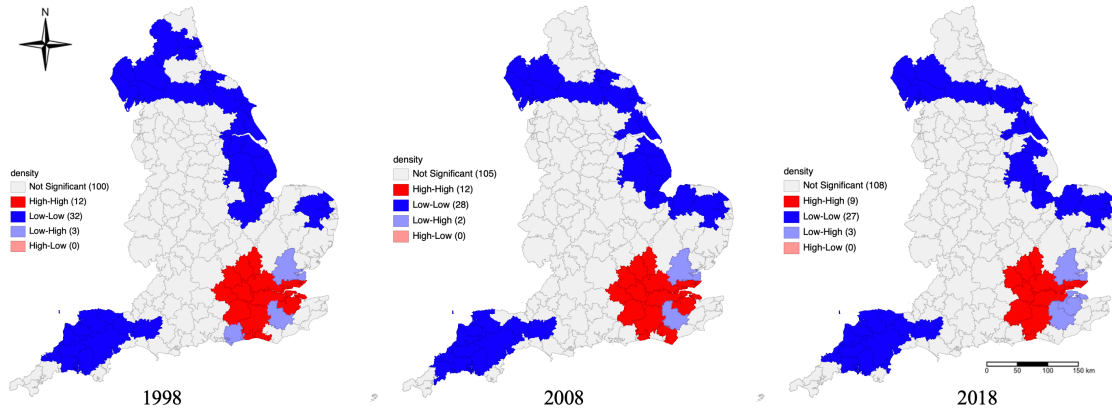 N
density
Not Significant (100)
High-High (12)
Low-Low (32)
Low-High (3)
High-Low (0)
1998
density
Not Significant (105)
High-High (12)
Low-Low (28)
Low-High (2)
High-Low (0)
2008
density
Not Significant (108)
High-High (9)
Low-Low (27)
Low-High (3)
High-Low (0)
0 50 100 150 km
2018